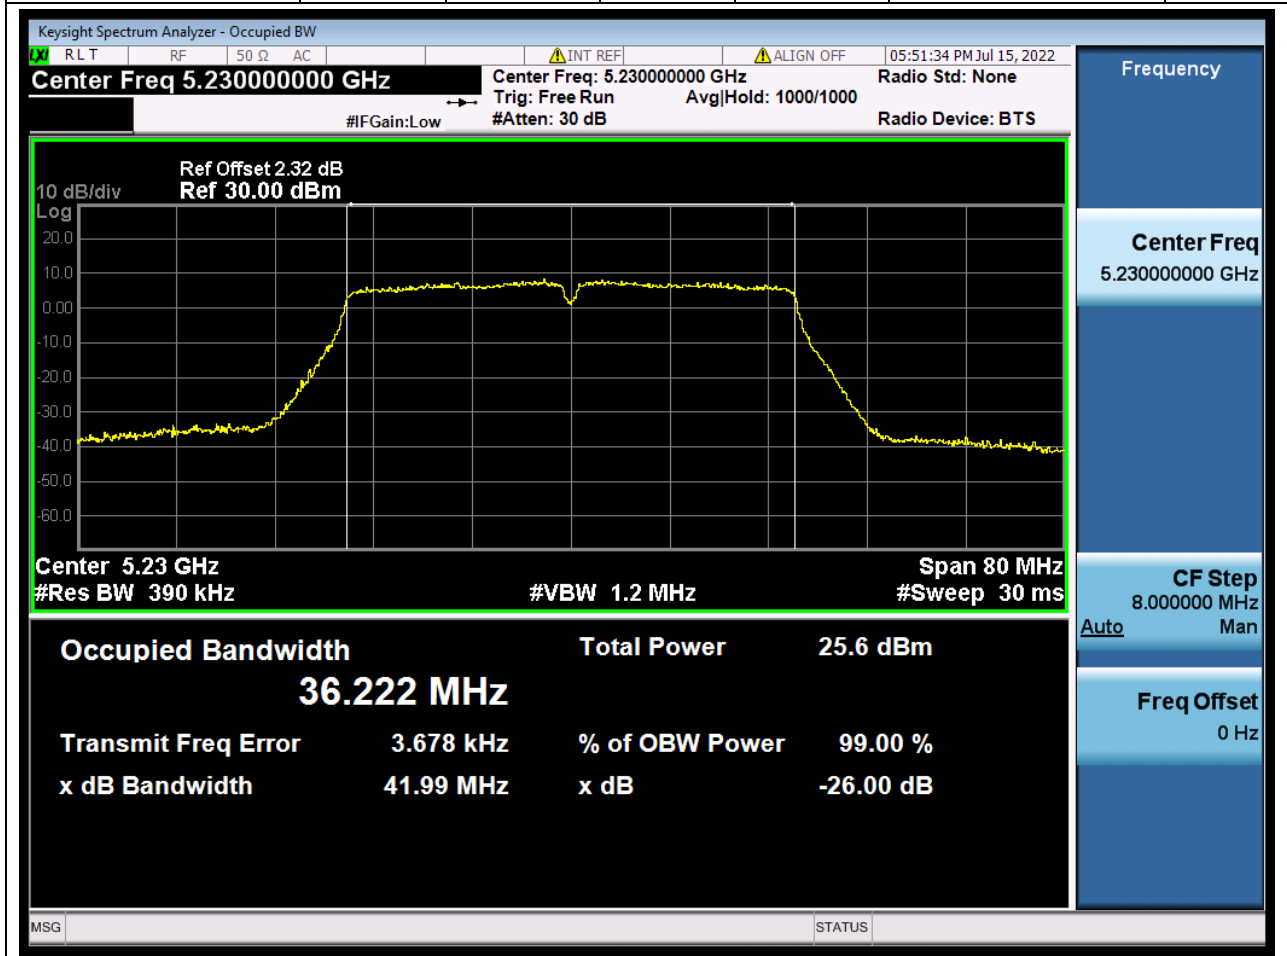 Keysight Spectrum Analyzer - Occupied BW
LXI RLT RF 50 Ω AC INT REF ALIGN OFF 05:51:34 PM Jul 15, 2022
Center Freq 5.230000000 GHz Center Freq: 5.230000000 GHz Radio Std: None
Trig: Free Run Avg|Hold: 1000/1000
#IFGain:Low #Atten: 30 dB Radio Device: BTS
Frequency
Ref Offset 2.32 dB
10 dB/div Ref 30.00 dBm
Log
20.0
10.0
0.00
-10.0
-20.0
-30.0
-40.0
-50.0
-60.0
Center 5.23 GHz Span 80 MHz
#Res BW 390 kHz #VBW 1.2 MHz #Sweep 30 ms
Occupied Bandwidth Total Power 25.6 dBm
36.222 MHz
Transmit Freq Error 3.678 kHz % of OBW Power 99.00 %
x dB Bandwidth 41.99 MHz x dB -26.00 dB
Center Freq
5.230000000 GHz
CF Step
8.000000 MHz
Auto Man
Freq Offset
0 Hz
MSG STATUS